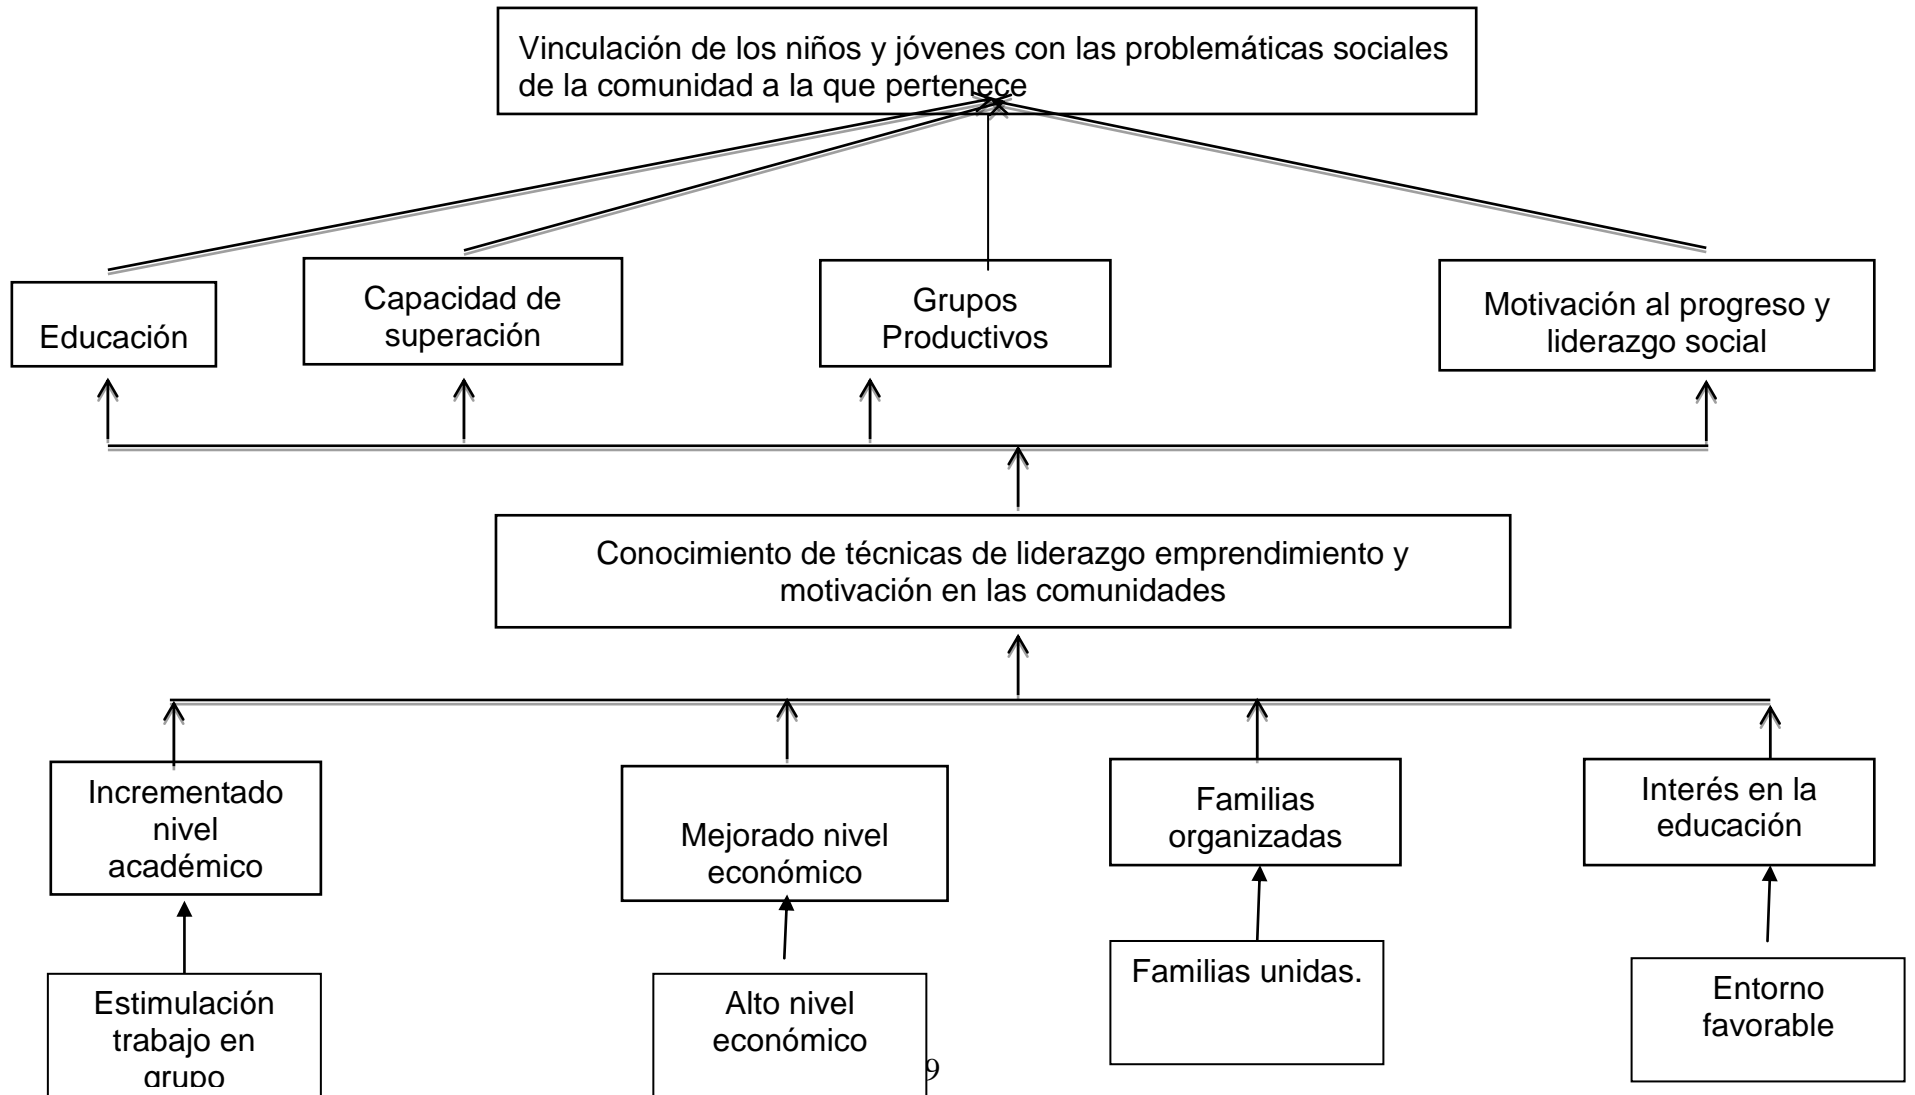 Vinculación de los niños y jóvenes con las problemáticas sociales
de la comunidad a la que pertenece
Educación
Capacidad de
superación
Grupos
Productivos
Motivación al progreso y
liderazgo social
Conocimiento de técnicas de liderazgo emprendimiento y
motivación en las comunidades
Incrementado
nivel
académico
Mejorado nivel
económico
Familias
organizadas
Interés en la
educación
Estimulación
trabajo en
grupo
Alto nivel
económico
Familias unidas.
Entorno
favorable
9